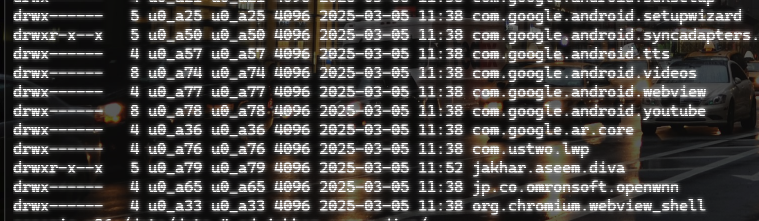 drwx------ 5 u0_a25 u0_a25 4096 2025-03-05 11:38 com.google.android.setupwizard
drwxr-x--x 5 u0_a50 u0_a50 4096 2025-03-05 11:38 com.google.android.syncadapters.
drwx------ 4 u0_a57 u0_a57 4096 2025-03-05 11:38 com.google.android.tts
drwx------ 8 u0_a74 u0_a74 4096 2025-03-05 11:38 com.google.android.videos
drwx------ 4 u0_a77 u0_a77 4096 2025-03-05 11:38 com.google.android.webview
drwx------ 8 u0_a78 u0_a78 4096 2025-03-05 11:38 com.google.android.youtube
drwx------ 4 u0_a36 u0_a36 4096 2025-03-05 11:38 com.google.ar.core
drwx------ 4 u0_a76 u0_a76 4096 2025-03-05 11:38 com.ustwo.lwp
drwxr-x--x 5 u0_a79 u0_a79 4096 2025-03-05 11:52 jakhar.aseem.diva
drwx------ 4 u0_a65 u0_a65 4096 2025-03-05 11:38 jp.co.omronsoft.openwnn
drwx------ 4 u0_a33 u0_a33 4096 2025-03-05 11:38 org.chromium.webview_shell